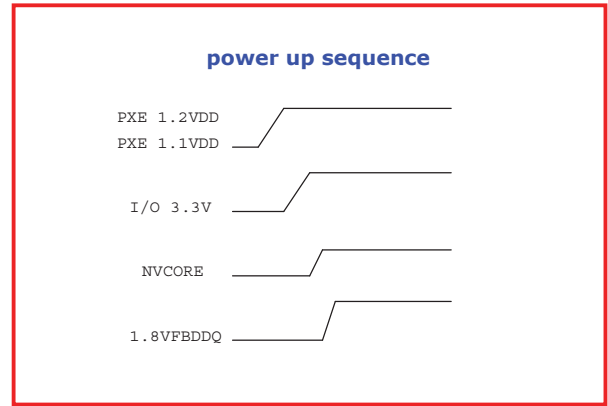 power up sequence
PXE 1.2VDD
PXE 1.1VDD
I/O 3.3V
NVCORE
1.8VFBDDQ